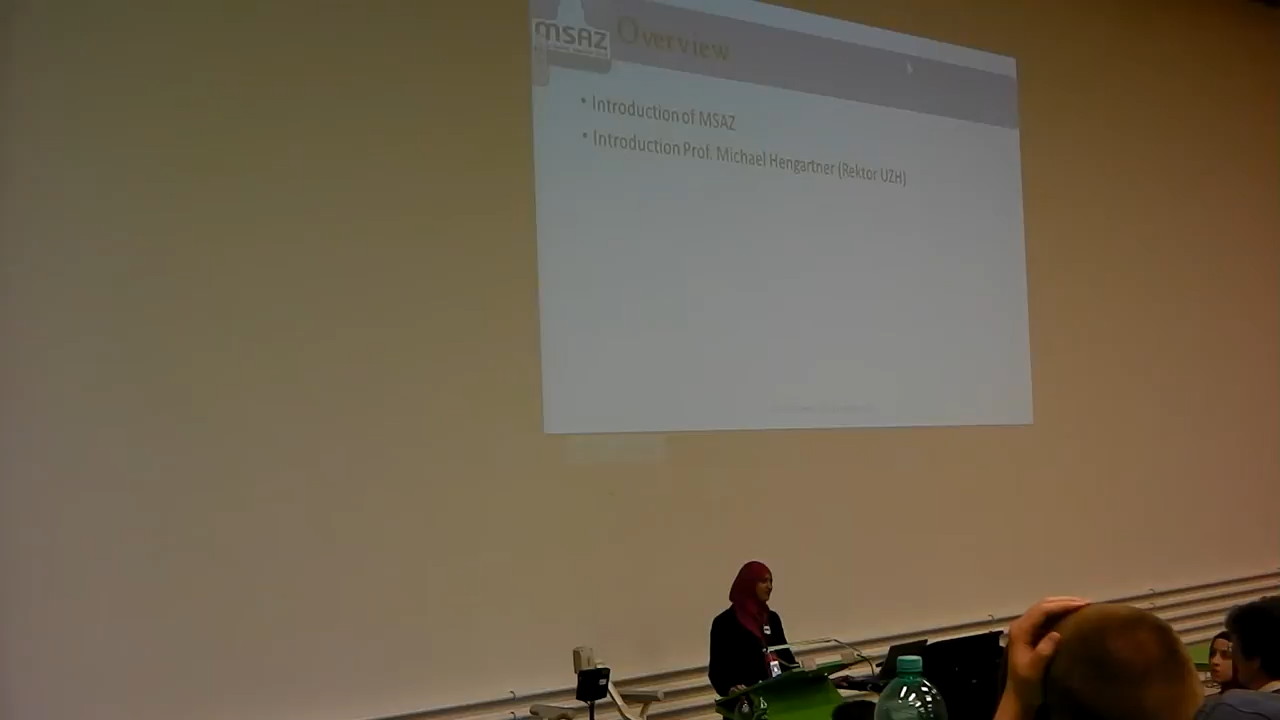 MSAZ
Overview
• Introduction of MSAZ
• Introduction Prof. Michael Hengartner (Rektor UZH)